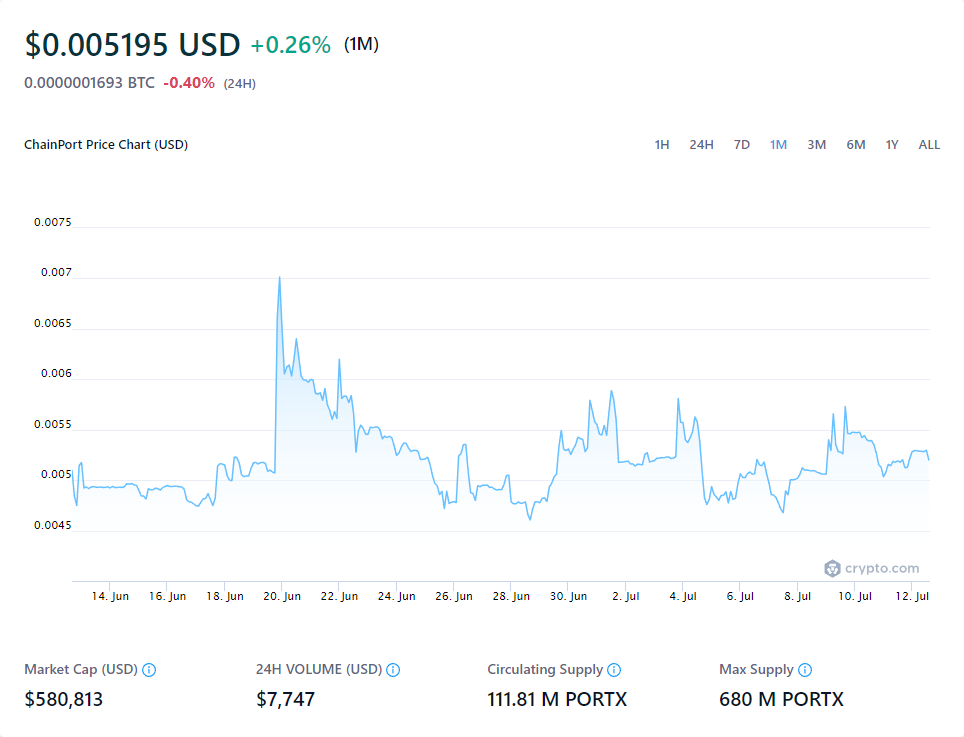 $0.005195 USD +0.26% (1M)
0.0000001693 BTC -0.40% (24H)
ChainPort Price Chart (USD) 1H 24H 7D 1M 3M 6M 1Y ALL
0.0075
0.007
0.0065
0.006
0.0055
0.005
0.0045
crypto.com
14. Jun 16. Jun 18. Jun 20. Jun 22. Jun 24. Jun 26. Jun 28. Jun 30. Jun 2. Jul 4. Jul 6. Jul 8. Jul 10. Jul 12. Jul
Market Cap (USD) 24H VOLUME (USD) Circulating Supply Max Supply
$580,813 $7,747 111.81 M PORTX 680 M PORTX